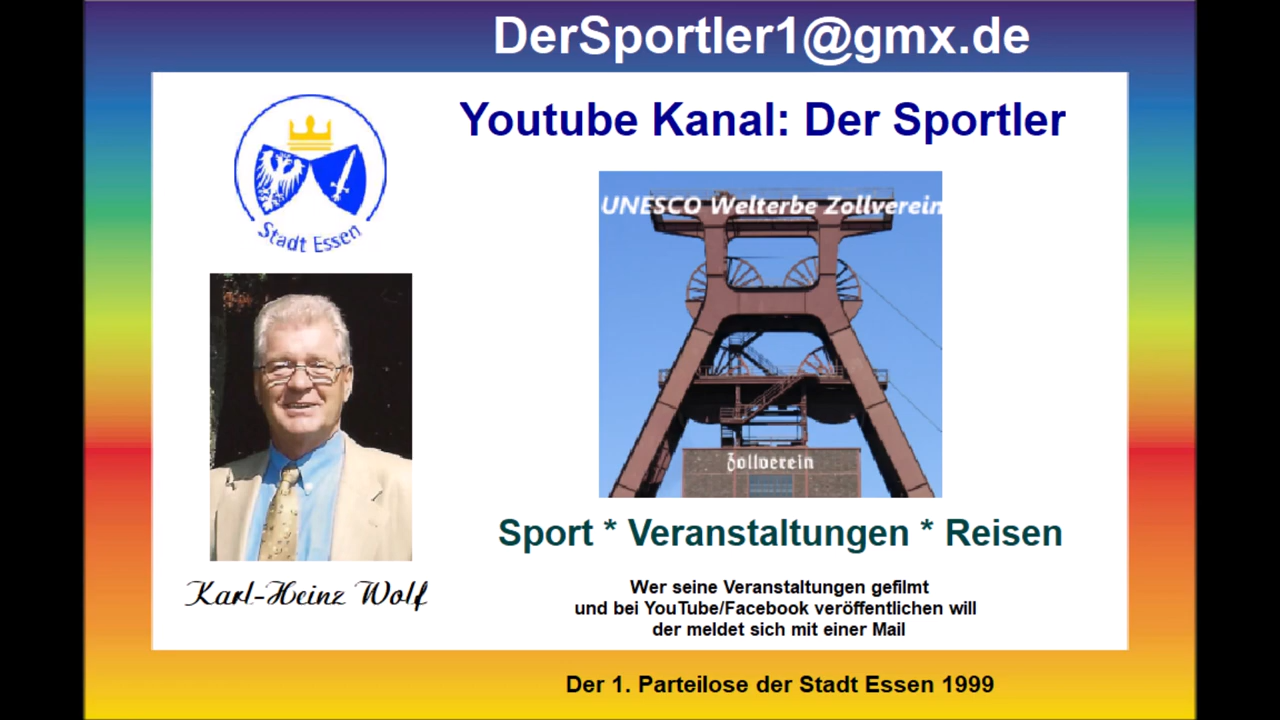 DerSportler1@gmx.de
Youtube Kanal: Der Sportler
Stadt Essen
UNESCO Welterbe Zollverein
Zollverein
Karl-Heinz Wolf
Sport * Veranstaltungen * Reisen
Wer seine Veranstaltungen gefilmt
und bei YouTube/Facebook veröffentlichen will
der meldet sich mit einer Mail
Der 1. Parteilose der Stadt Essen 1999